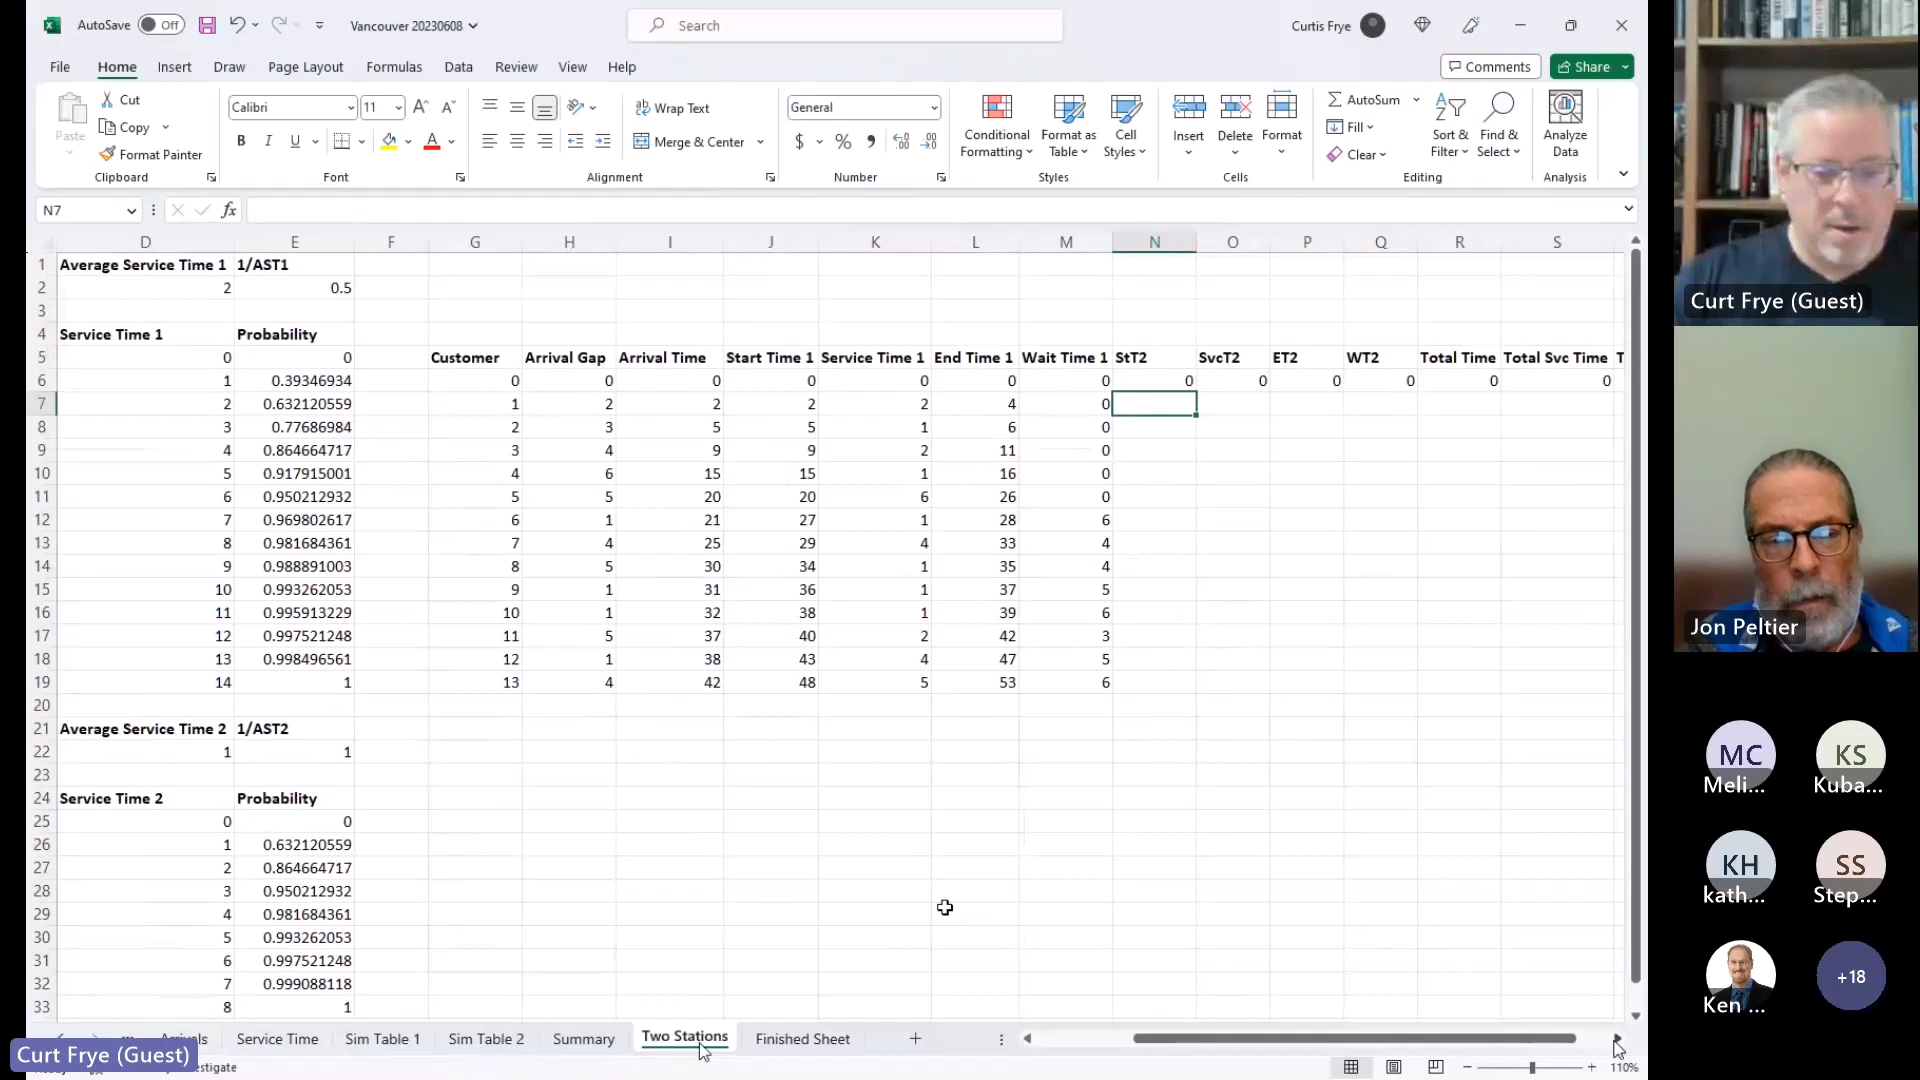 AutoSave Off Vancouver 20230608 Search Curtis Frye
File Home Insert Draw Page Layout Formulas Data Review View Help Comments Share
Paste Cut Copy Format Painter Clipboard
Calibri 11 B I U Font
Wrap Text Merge & Center Alignment
General $ % Number
Conditional Formatting Format as Table Cell Styles Styles
Insert Delete Format Cells
AutoSum Fill Clear Sort & Filter Find & Select Editing
Analyze Data Analysis
N7 fx
D E F G H I J K L M N O P Q R S
1 Average Service Time 1 1/AST1
2 2 0.5
3
4 Service Time 1 Probability
5 0 0 Customer Arrival Gap Arrival Time Start Time 1 Service Time 1 End Time 1 Wait Time 1 StT2 SvcT2 ET2 WT2 Total Time Total Svc Time T
6 1 0.39346934 0 0 0 0 0 0 0 0 0 0 0 0 0
7 2 0.632120559 1 2 2 2 2 4 0
8 3 0.77686984 2 3 5 5 1 6 0
9 4 0.864664717 3 4 9 9 2 11 0
10 5 0.917915001 4 6 15 15 1 16 0
11 6 0.950212932 5 5 20 20 6 26 0
12 7 0.969802617 6 1 21 27 1 28 6
13 8 0.981684361 7 4 25 29 4 33 4
14 9 0.988891003 8 5 30 34 1 35 4
15 10 0.993262053 9 1 31 36 1 37 5
16 11 0.995913229 10 1 32 38 1 39 6
17 12 0.997521248 11 5 37 40 2 42 3
18 13 0.998496561 12 1 38 43 4 47 5
19 14 1 13 4 42 48 5 53 6
20
21 Average Service Time 2 1/AST2
22 1 1
23
24 Service Time 2 Probability
25 0 0
26 1 0.632120559
27 2 0.864664717
28 3 0.950212932
29 4 0.981684361
30 5 0.993262053
31 6 0.997521248
32 7 0.999088118
33 8 1
Service Time Sim Table 1 Sim Table 2 Summary Two Stations Finished Sheet
110%
Curt Frye (Guest)
Curt Frye (Guest)
Jon Peltier
MC Meli...
KS Kuba...
KH kath...
SS Step...
Ken ...
+18